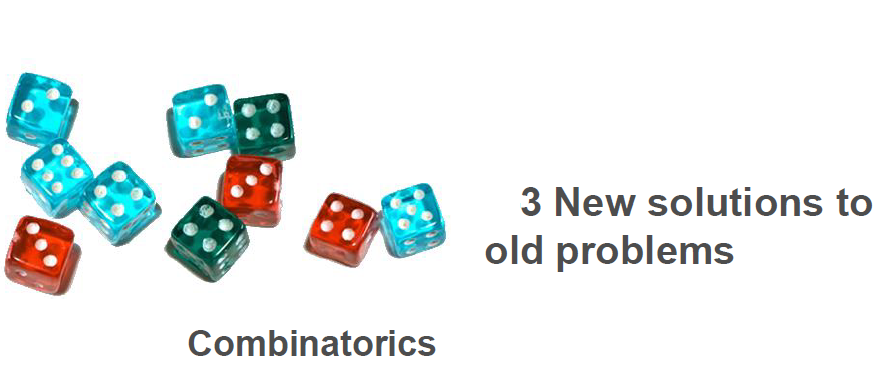 3 New solutions to
old problems
Combinatorics